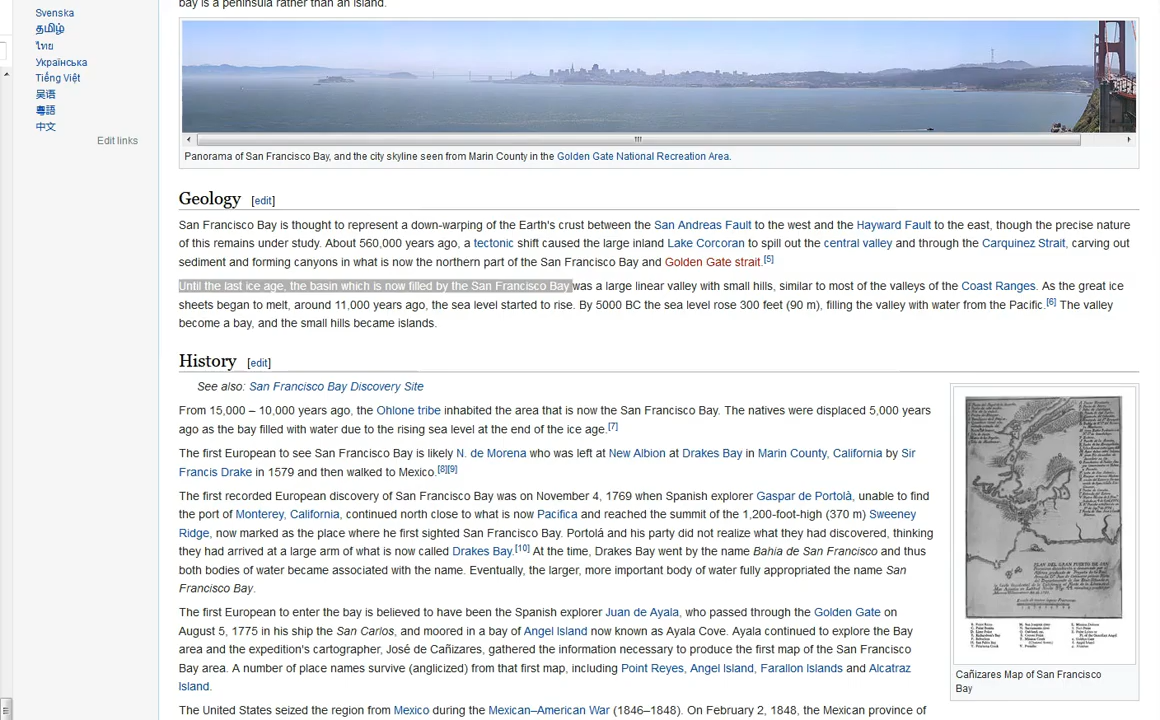 bay is a peninsula rather than an island.
Svenska
தமிழ்
ไทย
Українська
Tiếng Việt
吴语
粵語
中文
Edit links
Panorama of San Francisco Bay, and the city skyline seen from Marin County in the Golden Gate National Recreation Area.
Geology [edit]
San Francisco Bay is thought to represent a down-warping of the Earth's crust between the San Andreas Fault to the west and the Hayward Fault to the east, though the precise nature
of this remains under study. About 560,000 years ago, a tectonic shift caused the large inland Lake Corcoran to spill out the central valley and through the Carquinez Strait, carving out
sediment and forming canyons in what is now the northern part of the San Francisco Bay and Golden Gate strait.[5]
Until the last ice age, the basin which is now filled by the San Francisco Bay was a large linear valley with small hills, similar to most of the valleys of the Coast Ranges. As the great ice
sheets began to melt, around 11,000 years ago, the sea level started to rise. By 5000 BC the sea level rose 300 feet (90 m), filling the valley with water from the Pacific.[6] The valley
become a bay, and the small hills became islands.
History [edit]
See also: San Francisco Bay Discovery Site
From 15,000 – 10,000 years ago, the Ohlone tribe inhabited the area that is now the San Francisco Bay. The natives were displaced 5,000 years
ago as the bay filled with water due to the rising sea level at the end of the ice age.[7]
The first European to see San Francisco Bay is likely N. de Morena who was left at New Albion at Drakes Bay in Marin County, California by Sir
Francis Drake in 1579 and then walked to Mexico.[8][9]
The first recorded European discovery of San Francisco Bay was on November 4, 1769 when Spanish explorer Gaspar de Portolà, unable to find
the port of Monterey, California, continued north close to what is now Pacifica and reached the summit of the 1,200-foot-high (370 m) Sweeney
Ridge, now marked as the place where he first sighted San Francisco Bay. Portolá and his party did not realize what they had discovered, thinking
they had arrived at a large arm of what is now called Drakes Bay.[10] At the time, Drakes Bay went by the name Bahia de San Francisco and thus
both bodies of water became associated with the name. Eventually, the larger, more important body of water fully appropriated the name San
Francisco Bay.
The first European to enter the bay is believed to have been the Spanish explorer Juan de Ayala, who passed through the Golden Gate on
August 5, 1775 in his ship the San Carlos, and moored in a bay of Angel Island now known as Ayala Cove. Ayala continued to explore the Bay
area and the expedition's cartographer, José de Cañizares, gathered the information necessary to produce the first map of the San Francisco
Bay area. A number of place names survive (anglicized) from that first map, including Point Reyes, Angel Island, Farallon Islands and Alcatraz
Island.
The United States seized the region from Mexico during the Mexican–American War (1846–1848). On February 2, 1848, the Mexican province of
Cañizares Map of San Francisco
Bay